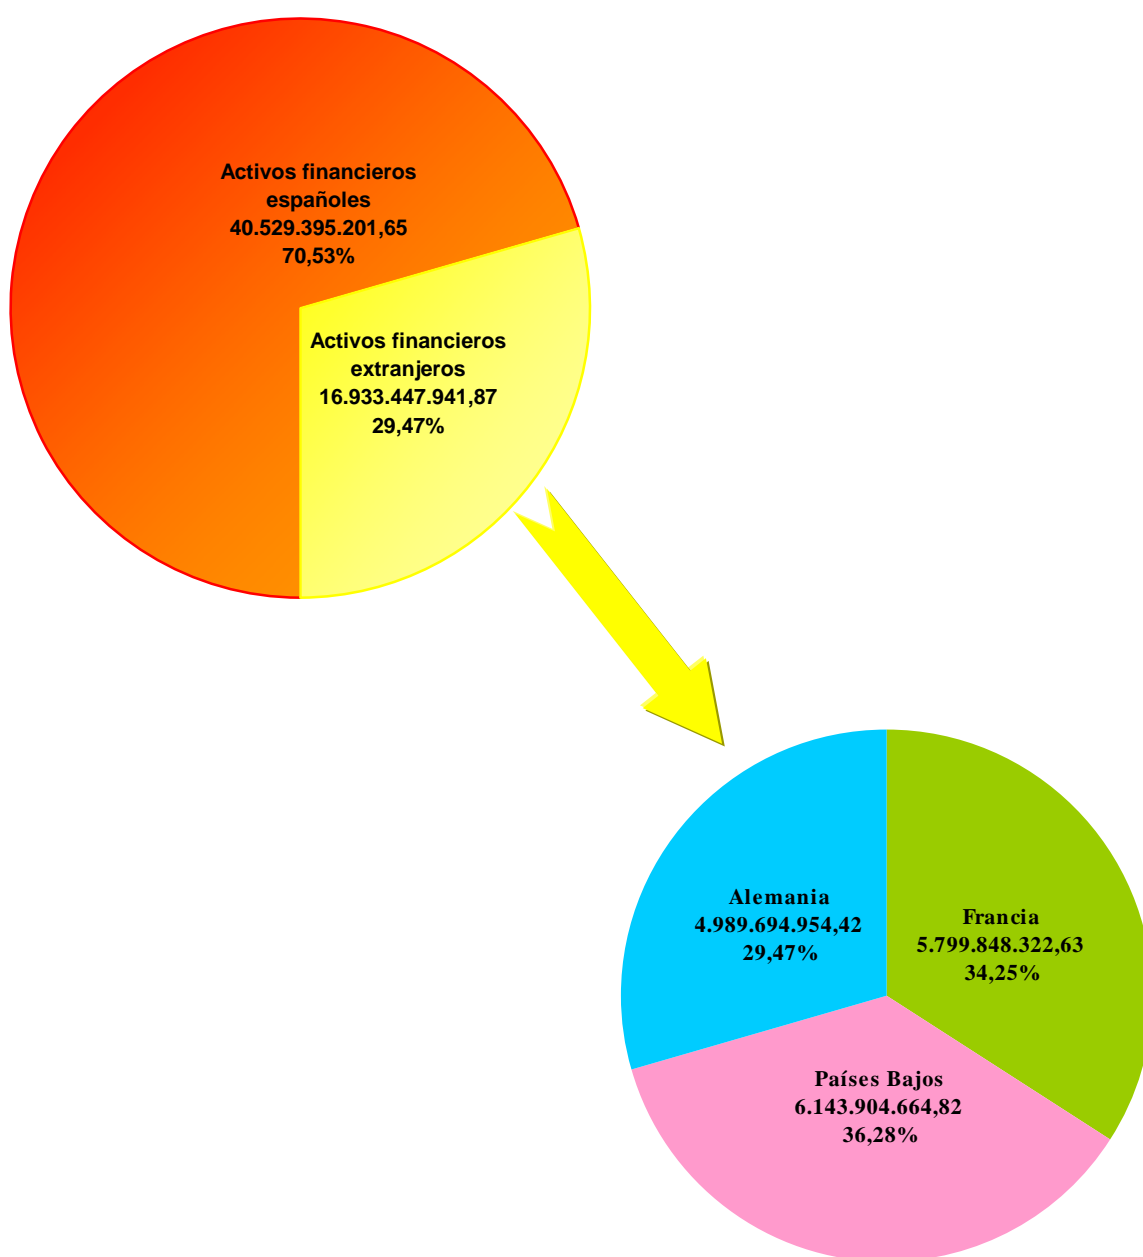 Activos financieros
españoles
40.529.395.201,65
70,53%
Activos financieros
extranjeros
16.933.447.941,87
29,47%
Alemania
4.989.694.954,42
29,47%
Francia
5.799.848.322,63
34,25%
Países Bajos
6.143.904.664,82
36,28%